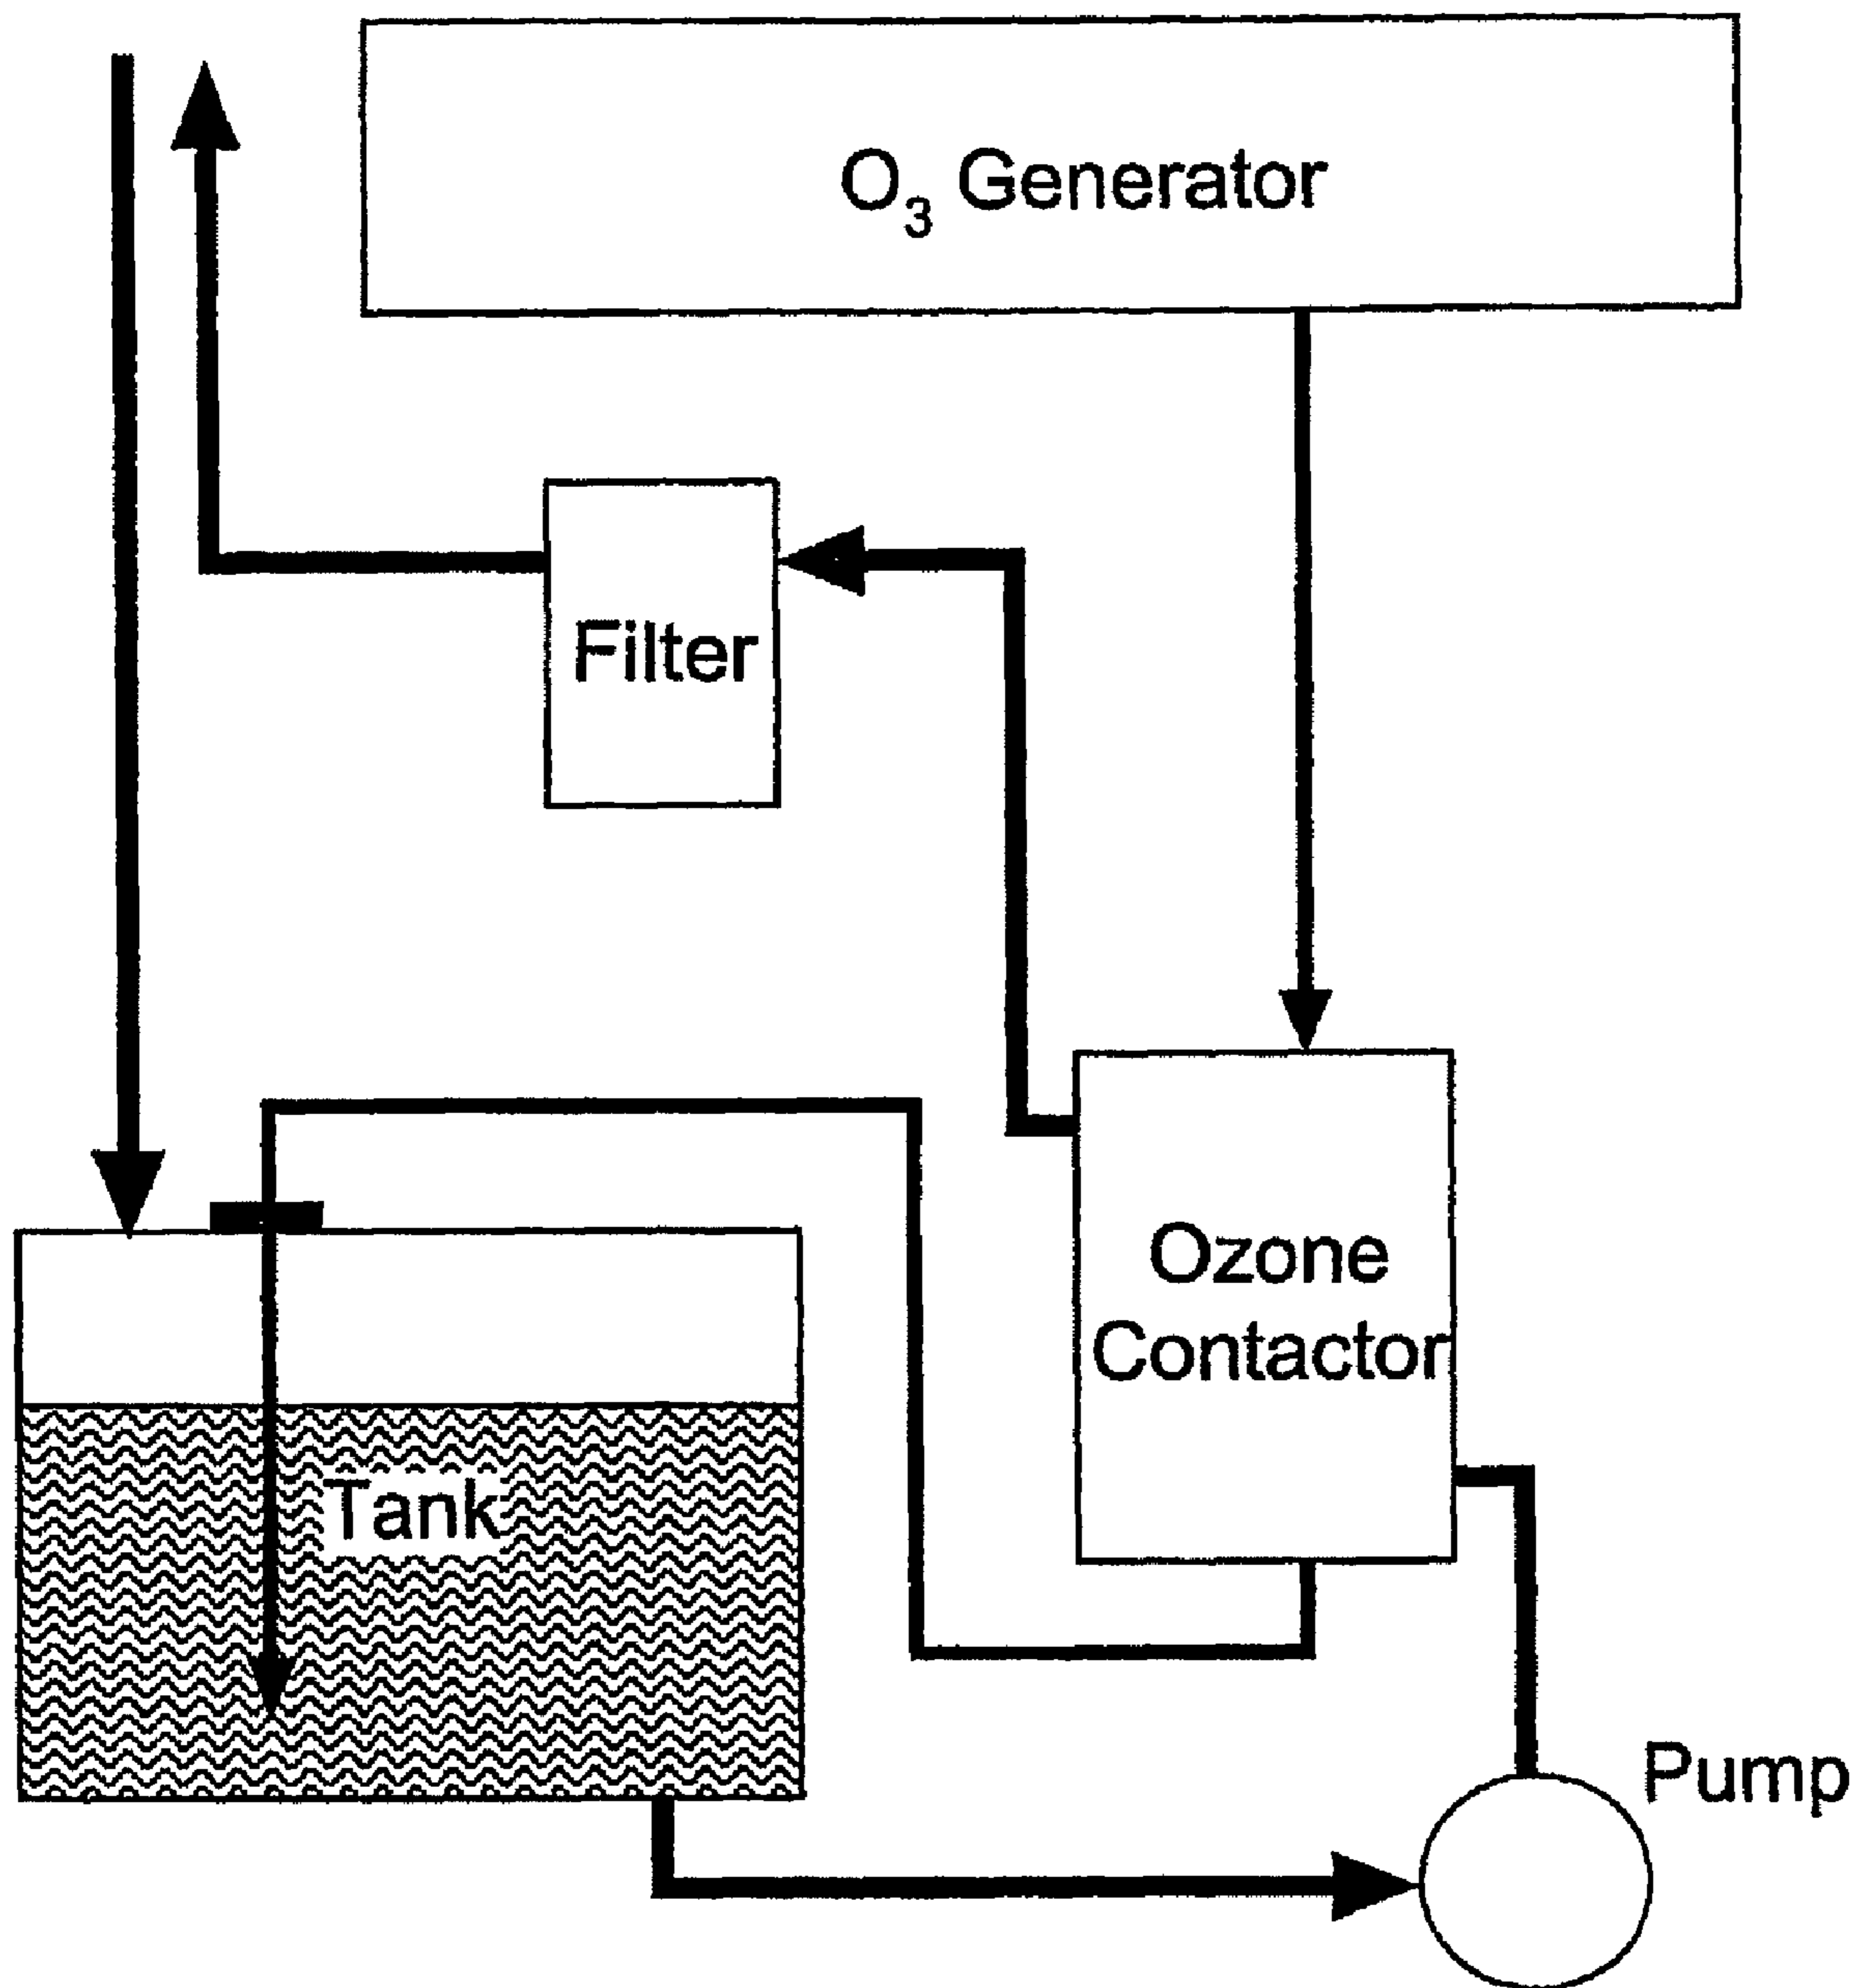 O₃ Generator
Filter
Ozone
Contactor
Tank
Pump